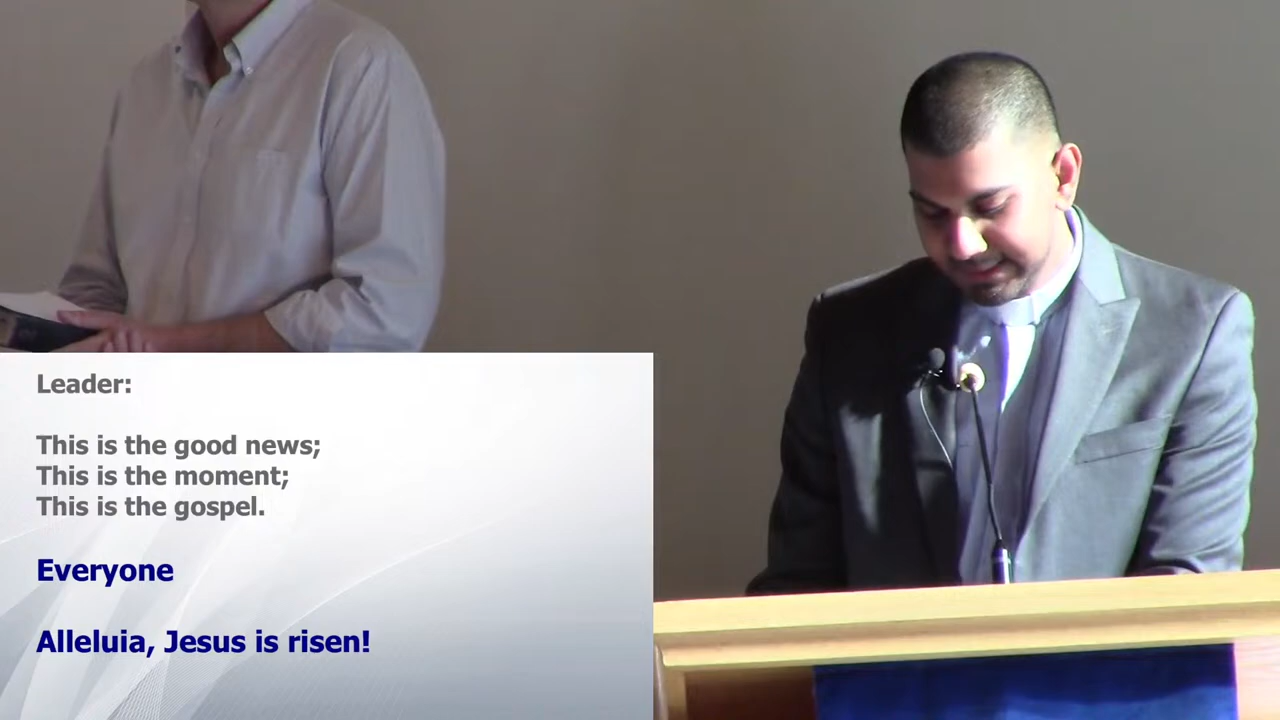 Leader:
This is the good news;
This is the moment;
This is the gospel.
Everyone
Alleluia, Jesus is risen!